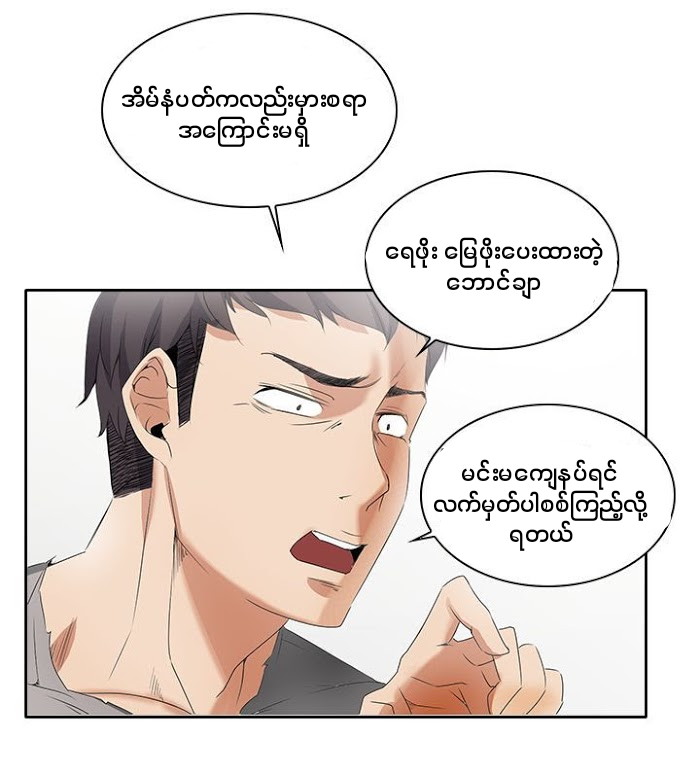 အိမ်နံပတ်ကလည်းမှားစရာ
အကြောင်းမရှိ
ရေဖိုး မြေဖိုးပေးထားတဲ့
ဘောင်ချာ
မင်းမကျေနပ်ရင်
လက်မှတ်ပါစစ်ကြည့်လို့
ရတယ်